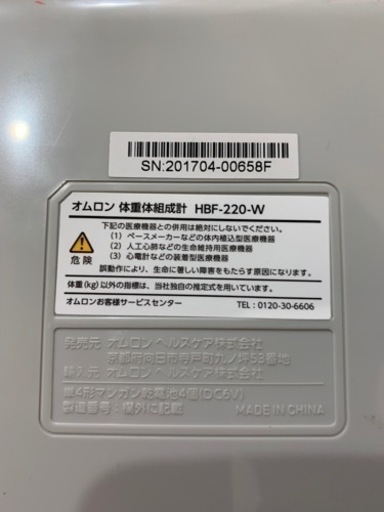 SN:201704-00658F
オムロン 体重体組成計 HBF-220-W
下記の医療機器との併用は絶対にしないでください。
(1) ペースメーカーなどの体内植込型医療機器
(2) 人工心肺などの生命維持用医療機器
(3) 心電計などの装着型医療機器
危険
誤動作により、生命に著しい障害をもたらす原因になります。
体重(kg)以外の指標は、当社独自の推定式を用いています。
オムロンお客様サービスセンター TEL : 0120-30-6606
発売元 オムロン ヘルスケア株式会社
京都府向日市寺戸町九ノ坪53番地
輸入元 オムロン ヘルスケア株式会社
単4形マンガン乾電池4個(DC6V)
製造番号:欄外に記載 MADE IN CHINA